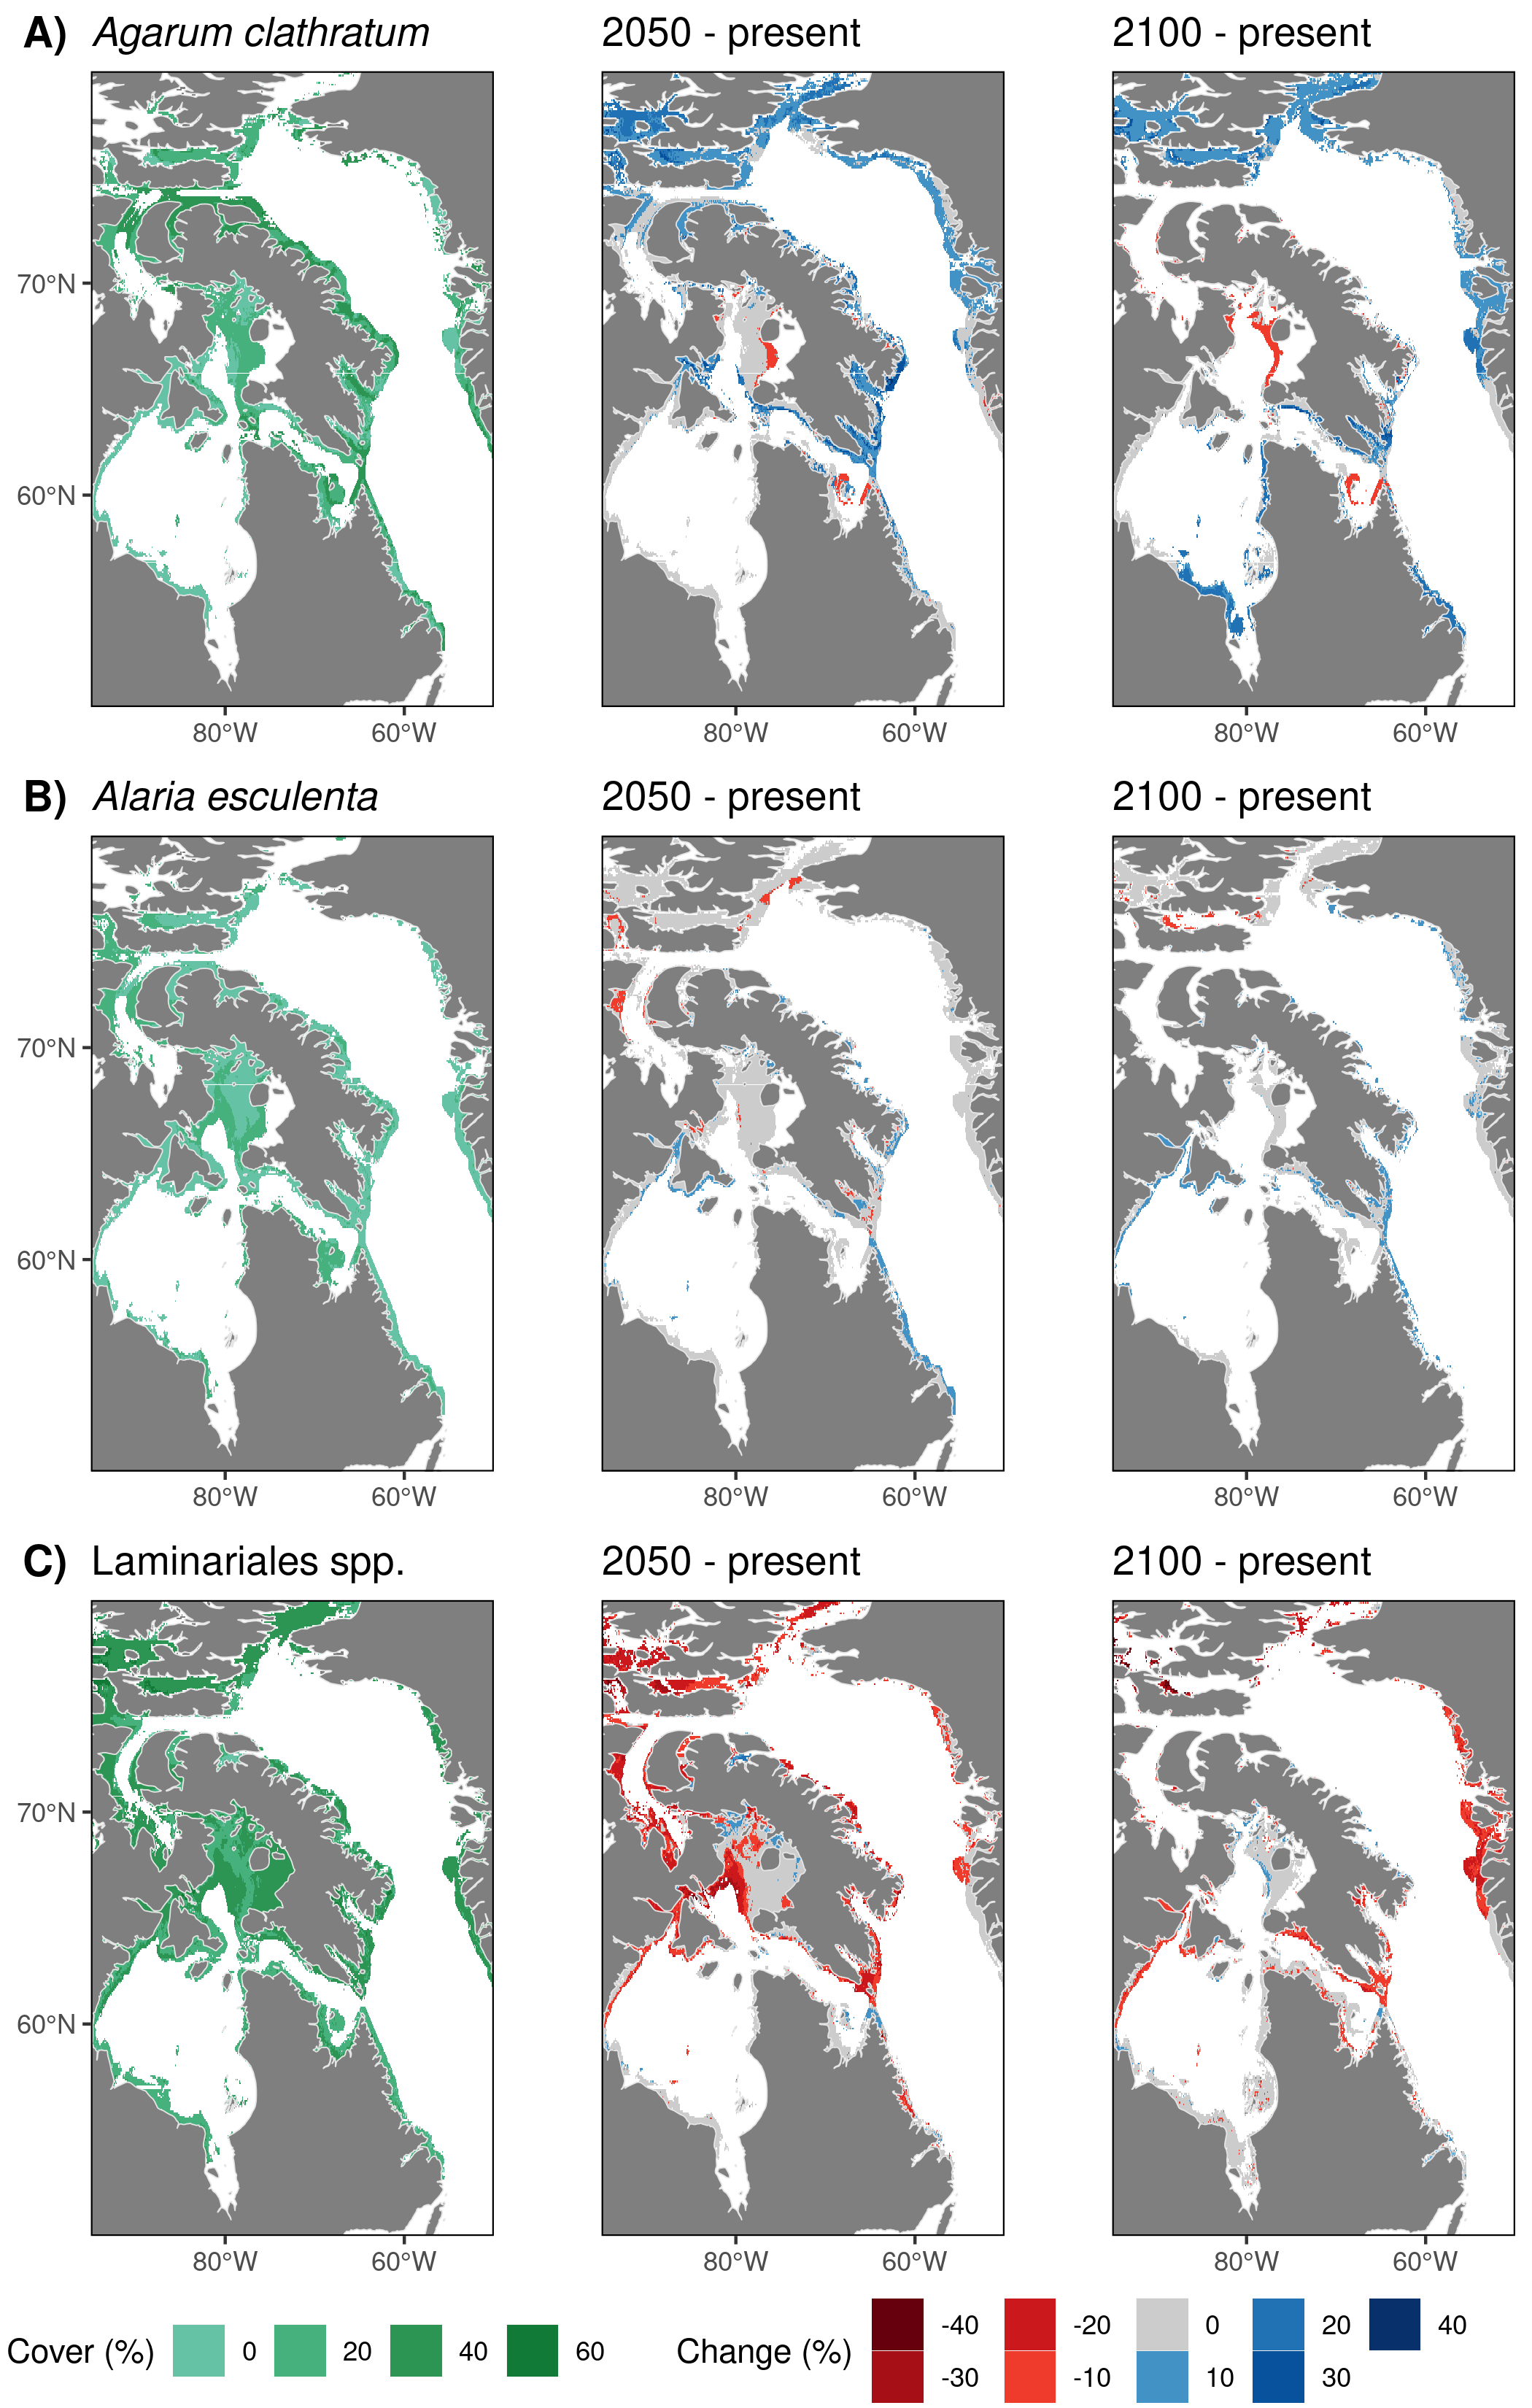 A) Agarum clathratum 2050 - present 2100 - present
70°N
60°N
80°W 60°W 80°W 60°W 80°W 60°W
B) Alaria esculenta 2050 - present 2100 - present
70°N
60°N
80°W 60°W 80°W 60°W 80°W 60°W
C) Laminariales spp. 2050 - present 2100 - present
70°N
60°N
80°W 60°W 80°W 60°W 80°W 60°W
Cover (%) 0 20 40 60
Change (%) -40 -20 0 20 40
-30 -10 10 30